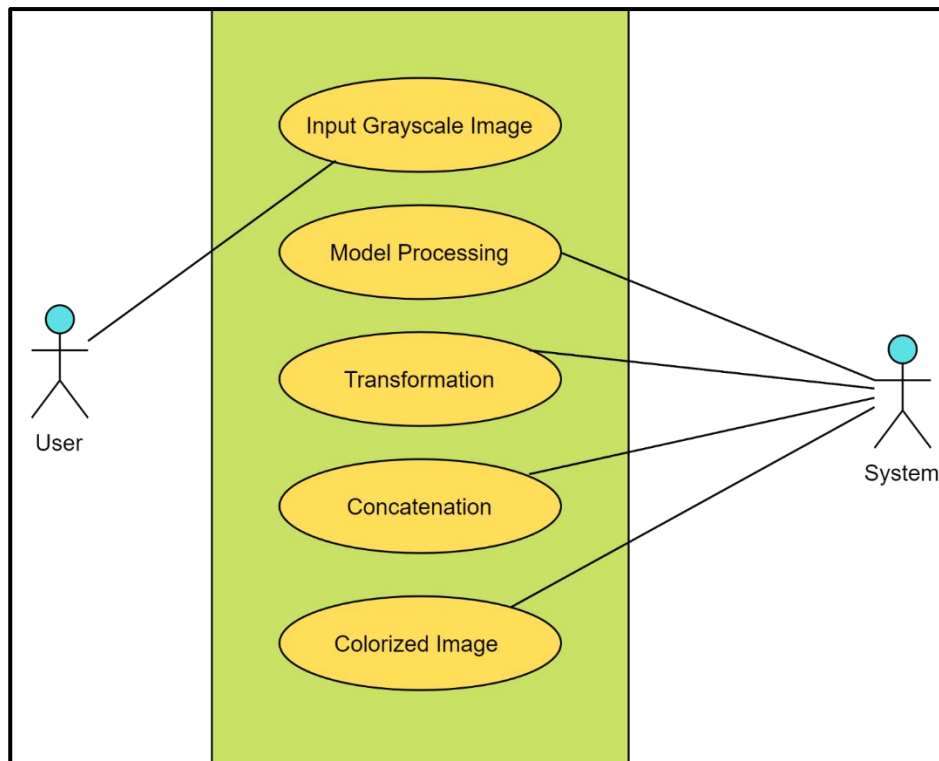 Input Grayscale Image
Model Processing
Transformation
Concatenation
Colorized Image
User
System